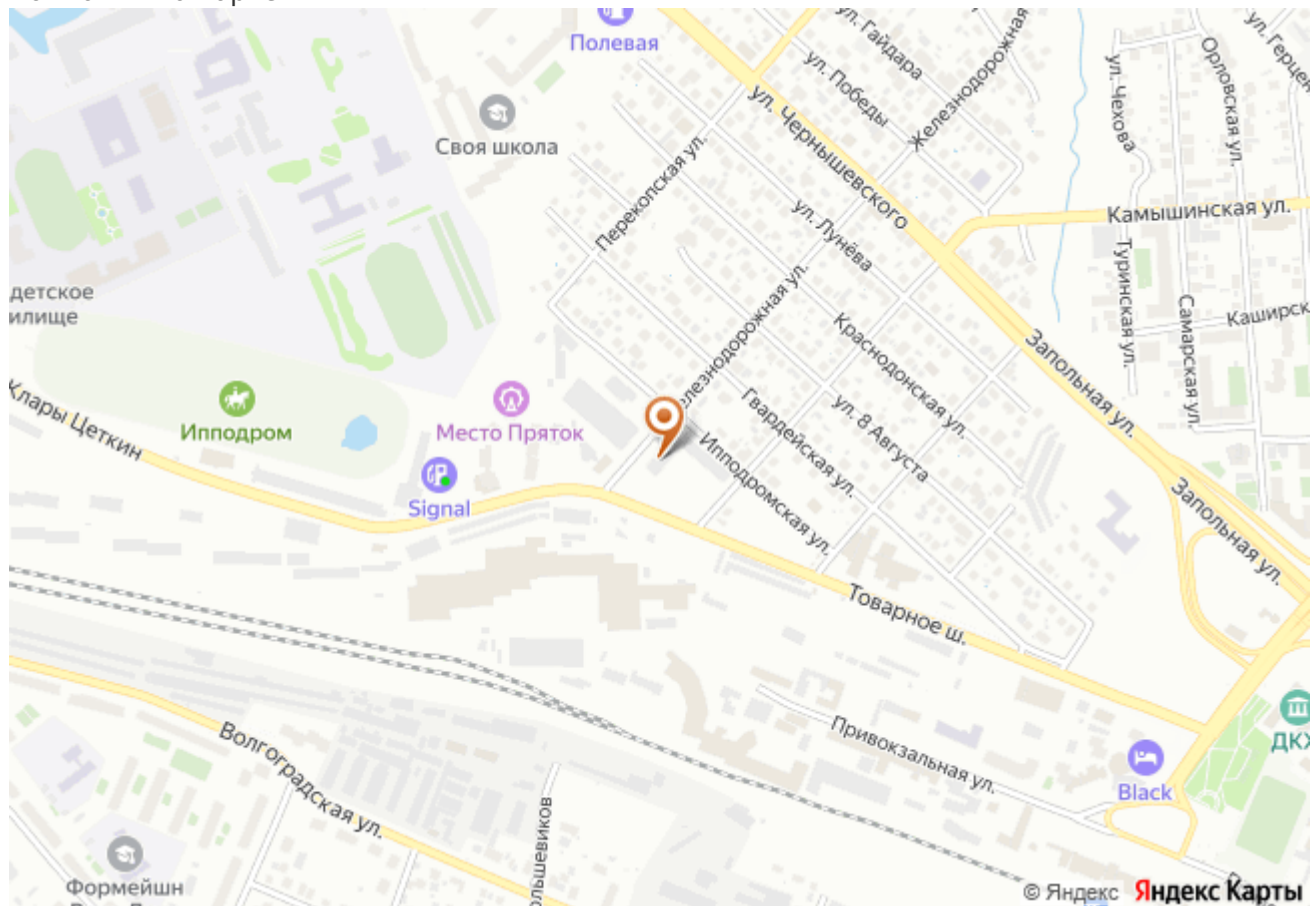 Полевая
ул. Гайдара
Железнодорожная
ул. Победы
ул. Чернышевского
ул. Чехова
Орловская ул.
ул. Герцен
Своя школа
Перекопская ул.
ул. Лунёва
Камышинская ул.
Туринская ул.
Самарская ул.
Каширск
детское
илище
елезнодорожная ул.
Краснодонская ул.
Запольная ул.
Клары Цеткин
Ипподром
Место Пряток
Гвардейская ул.
ул. 8 Августа
Ипподромская ул.
Signal
Запольная ул.
Товарное ш.
Привокзальная ул.
ДКЖ
Black
Волгоградская ул.
ольшевиков
Формейшн
© Яндекс Яндекс Карты